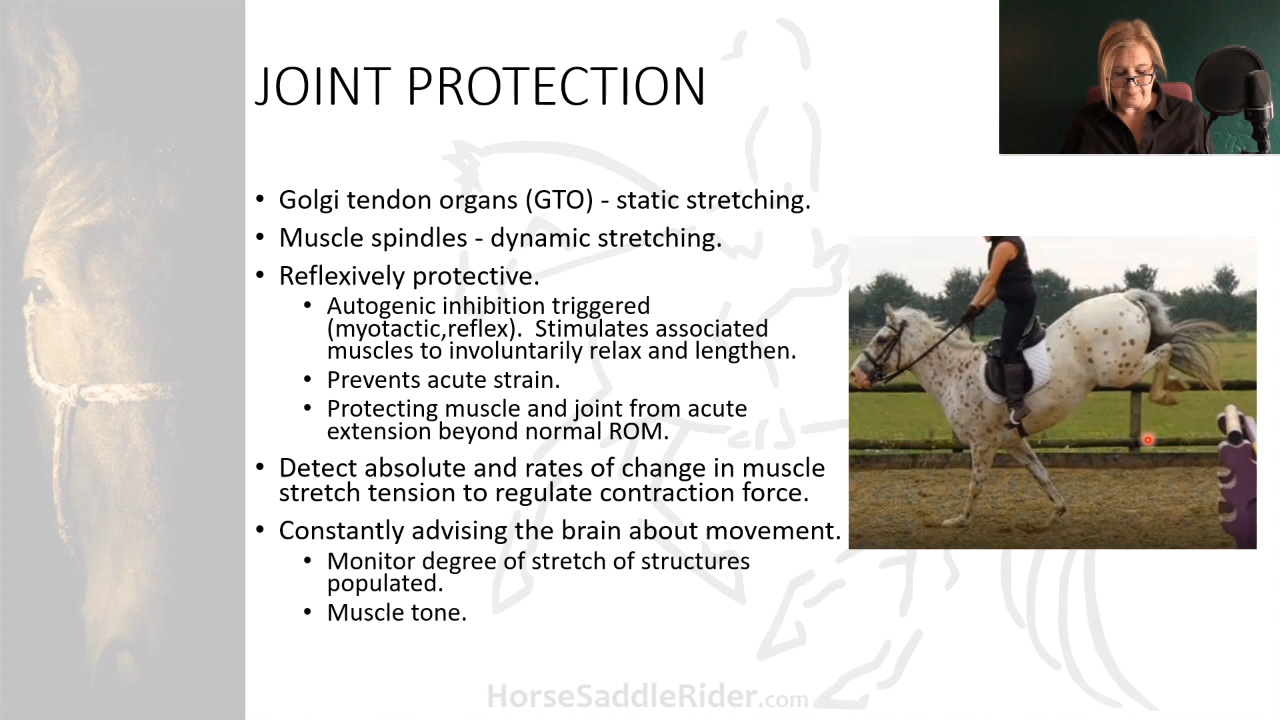 JOINT PROTECTION
• Golgi tendon organs (GTO) - static stretching.
• Muscle spindles - dynamic stretching.
• Reflexively protective.
• Autogenic inhibition triggered
(myotactic,reflex). Stimulates associated
muscles to involuntarily relax and lengthen.
• Prevents acute strain.
• Protecting muscle and joint from acute
extension beyond normal ROM.
• Detect absolute and rates of change in muscle
stretch tension to regulate contraction force.
• Constantly advising the brain about movement.
• Monitor degree of stretch of structures
populated.
• Muscle tone.
HorseSaddleRider.com